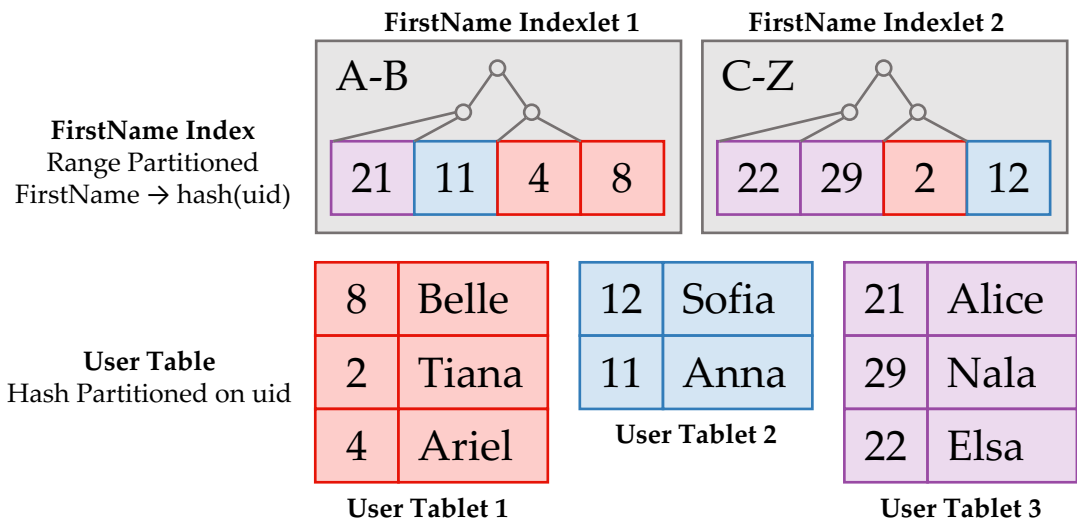 FirstName Indexlet 1
FirstName Indexlet 2
A-B
C-Z
FirstName Index
Range Partitioned
FirstName → hash(uid)
21 11 4 8
22 29 2 12
User Table
Hash Partitioned on uid
8 Belle
2 Tiana
4 Ariel
User Tablet 1
12 Sofia
11 Anna
User Tablet 2
21 Alice
29 Nala
22 Elsa
User Tablet 3